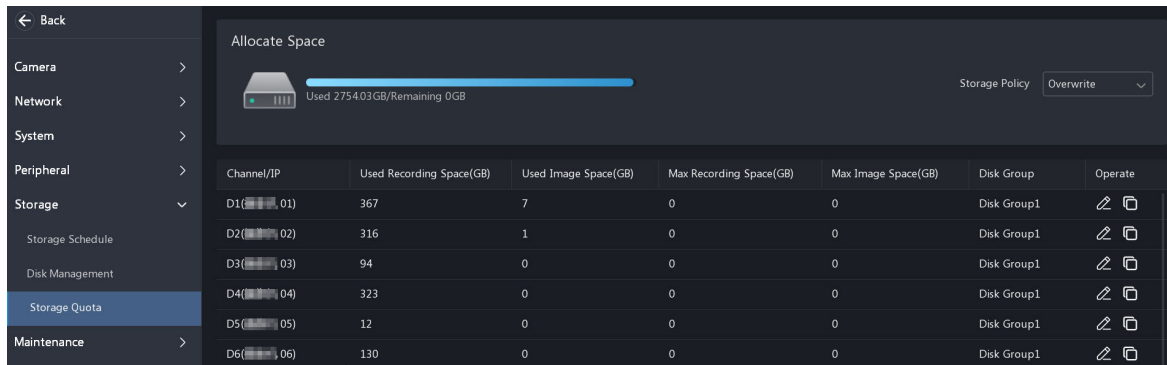 Back
Camera
Network
System
Peripheral
Storage
Storage Schedule
Disk Management
Storage Quota
Maintenance
Allocate Space
Used 2754.03GB/Remaining 0GB
Storage Policy Overwrite
Channel/IP Used Recording Space(GB) Used Image Space(GB) Max Recording Space(GB) Max Image Space(GB) Disk Group Operate
D1( . 01) 367 7 0 0 Disk Group1
D2( 02) 316 1 0 0 Disk Group1
D3( 03) 94 0 0 0 Disk Group1
D4( 04) 323 0 0 0 Disk Group1
D5( 05) 12 0 0 0 Disk Group1
D6( . 06) 130 0 0 0 Disk Group1